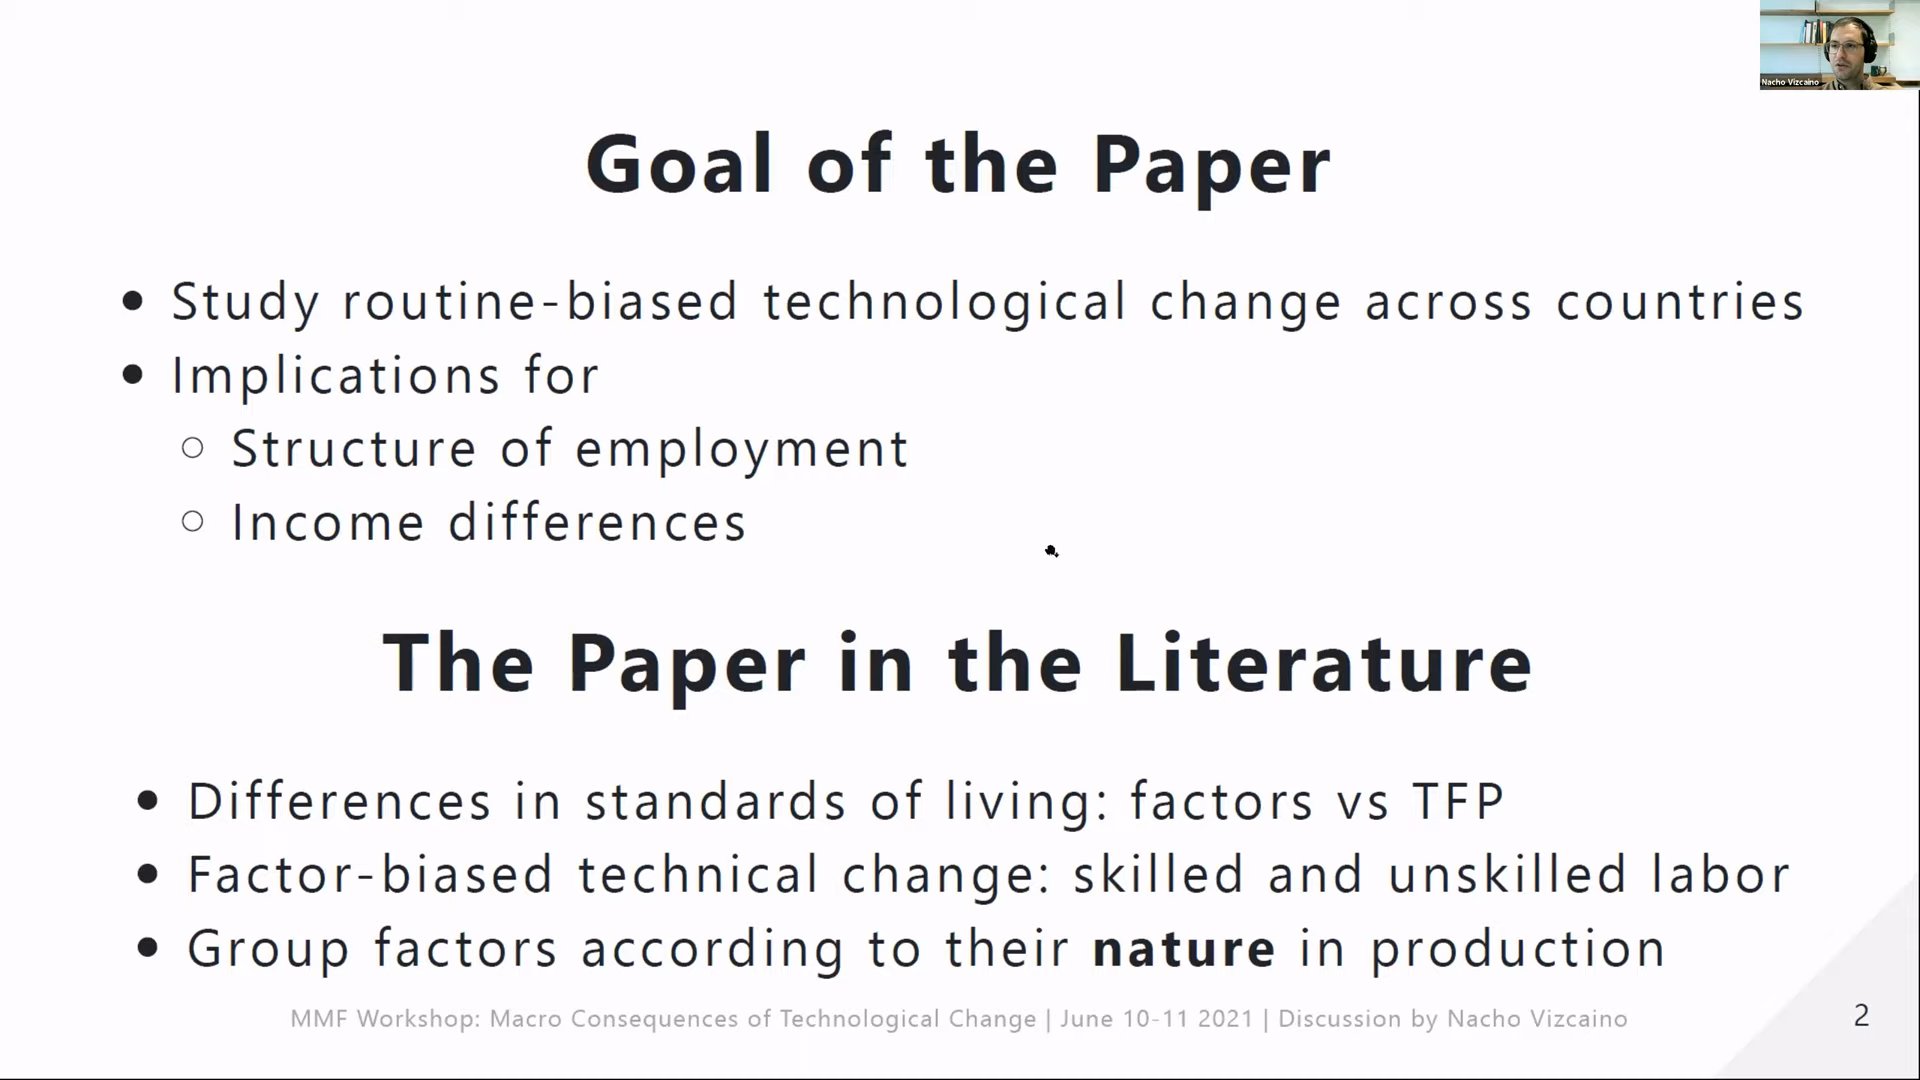 Nacho Vizcaino
Goal of the Paper
Study routine-biased technological change across countries
Implications for
Structure of employment
Income differences
The Paper in the Literature
Differences in standards of living: factors vs TFP
Factor-biased technical change: skilled and unskilled labor
Group factors according to their nature in production
MMF Workshop: Macro Consequences of Technological Change | June 10-11 2021 | Discussion by Nacho Vizcaino
2